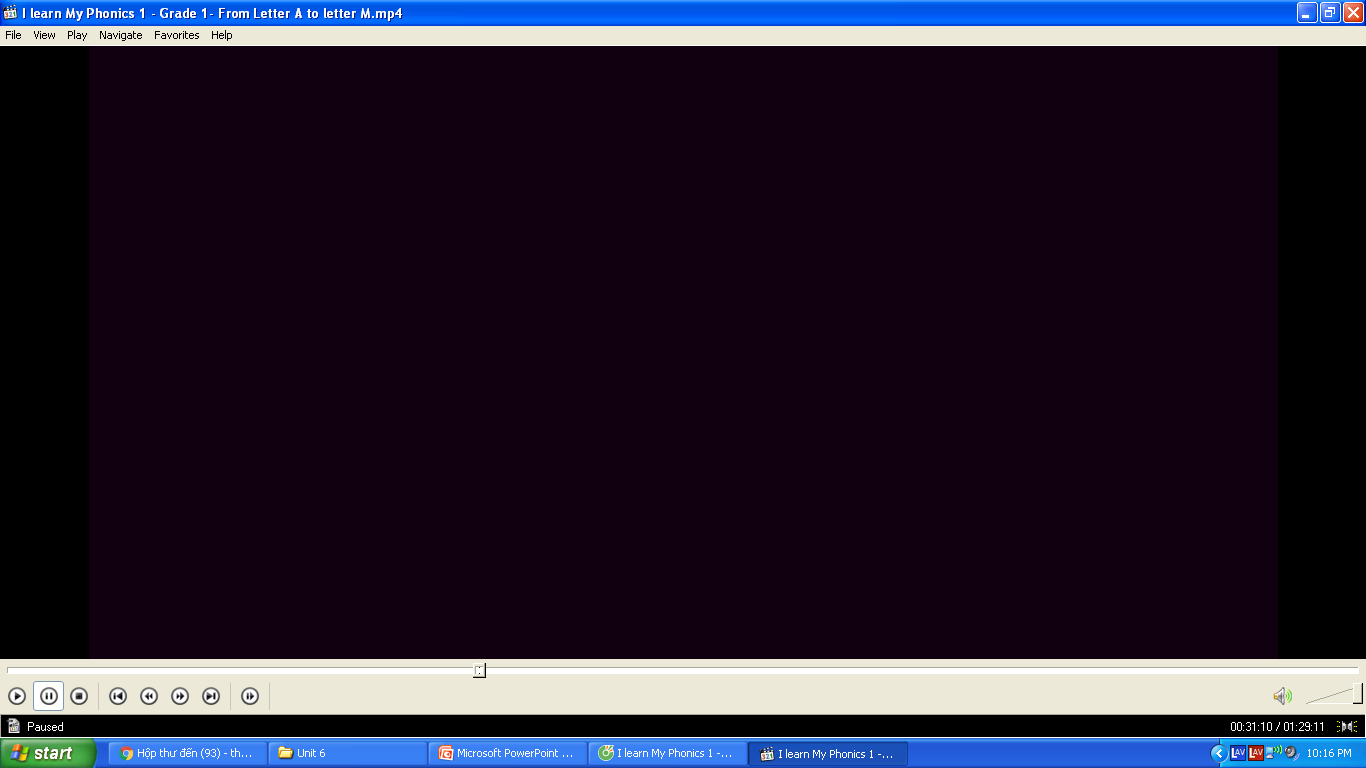 I learn My Phonics 1 - Grade 1- From Letter A to letter M.mp4
File View Play Navigate Favorites Help
Paused
00:31:10 / 01:29:11
start
Hộp thư đến (93) - th...
Unit 6
Microsoft PowerPoint ...
I learn My Phonics 1 -...
I learn My Phonics 1 -...
LAV
LAV
10:16 PM